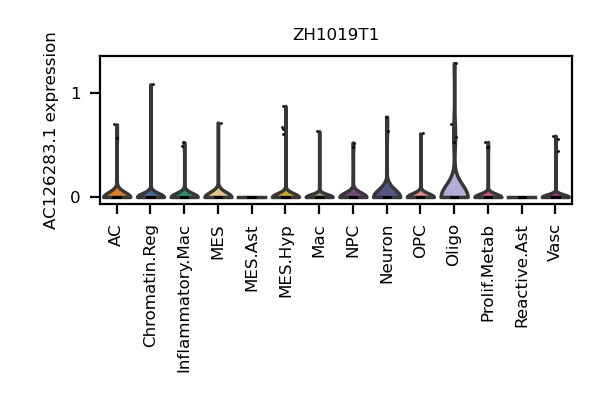 ZH1019T1
AC126283.1 expression
1
0
AC
Chromatin.Reg
Inflammatory.Mac
MES
MES.Ast
MES.Hyp
Mac
NPC
Neuron
OPC
Oligo
Prolif.Metab
Reactive.Ast
Vasc